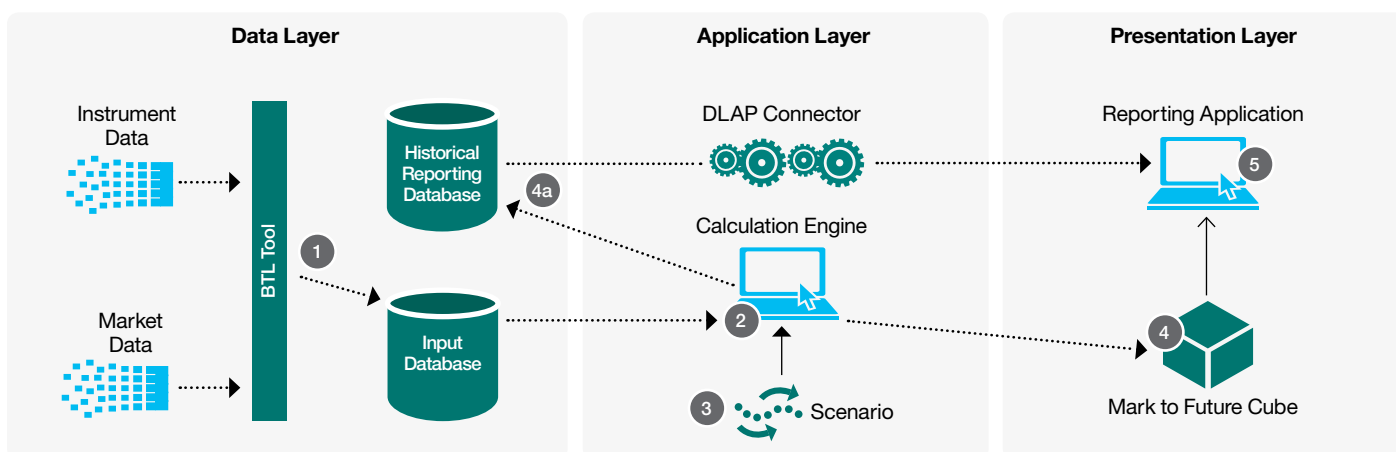 Data Layer
Instrument
Data
BTL Tool
Historical
Reporting
Database
4a
1
Market
Data
Input
Database
Application Layer
DLAP Connector
Calculation Engine
2
3
Scenario
Presentation Layer
Reporting Application
5
4
Mark to Future Cube